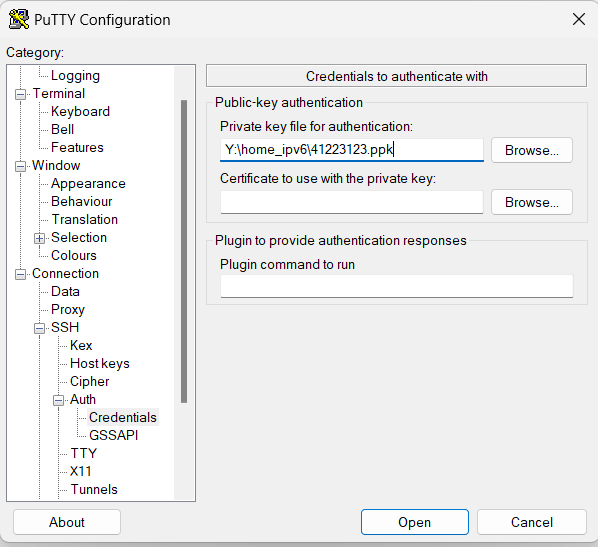 PuTTY Configuration
Category:
Logging
Terminal
Keyboard
Bell
Features
Window
Appearance
Behaviour
Translation
Selection
Colours
Connection
Data
Proxy
SSH
Kex
Host keys
Cipher
Auth
Credentials
GSSAPI
TTY
X11
Tunnels
Credentials to authenticate with
Public-key authentication
Private key file for authentication:
Y:\home_ipv6\41223123.ppk
Browse...
Certificate to use with the private key:
Browse...
Plugin to provide authentication responses
Plugin command to run
About
Open
Cancel